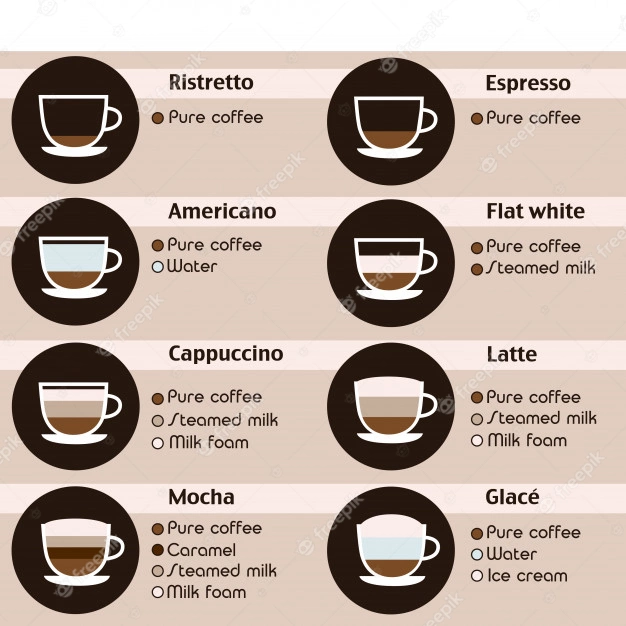 Ristretto
Pure coffee
Espresso
Pure coffee
Americano
Pure coffee
Water
Flat white
Pure coffee
Steamed milk
Cappuccino
Pure coffee
Steamed milk
Milk foam
Latte
Pure coffee
Steamed milk
Milk foam
Mocha
Pure coffee
Caramel
Steamed milk
Milk foam
Glacé
Pure coffee
Water
Ice cream
freepik